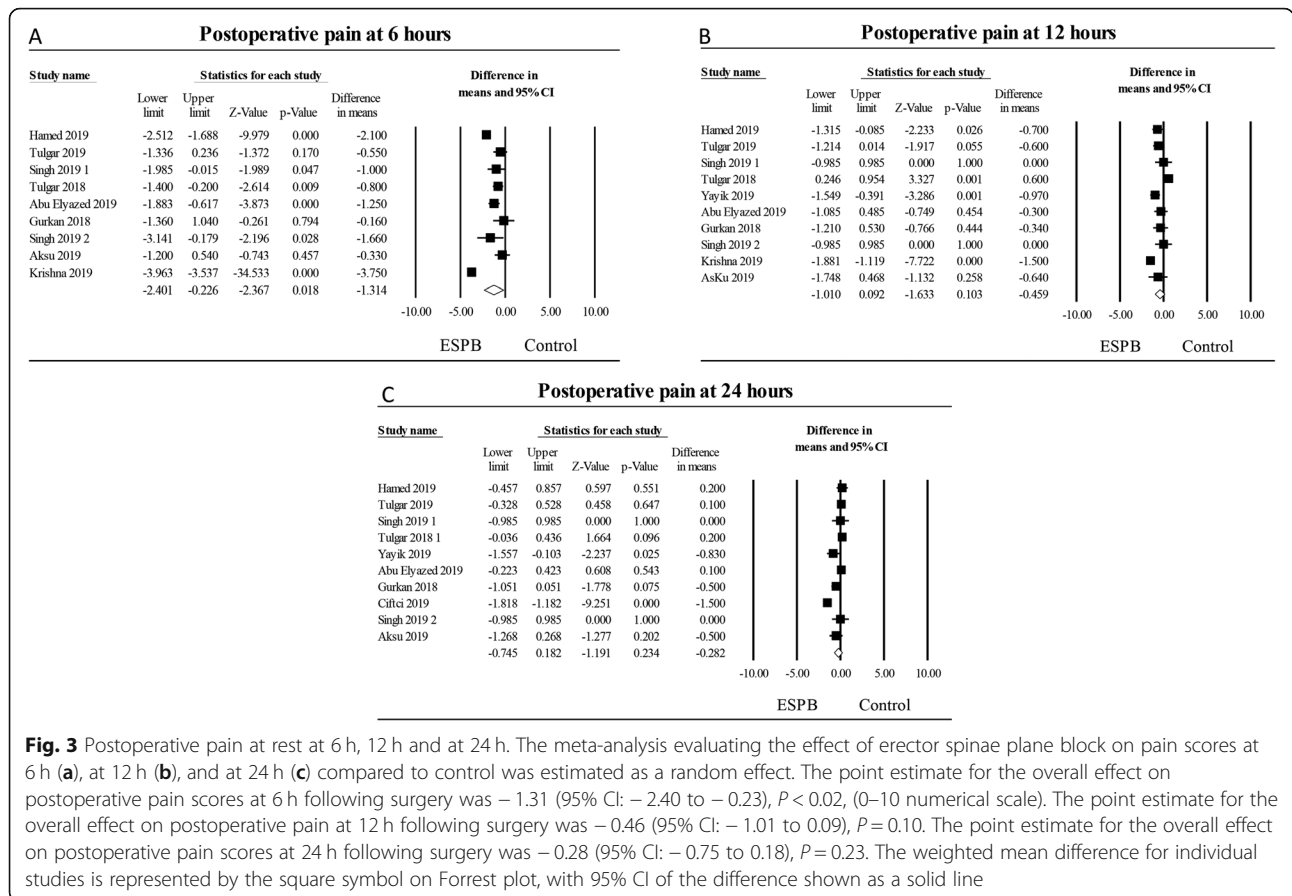 A
Postoperative pain at 6 hours
Study name Statistics for each study Difference in
means and 95% CI
Lower Upper Difference
limit limit Z-Value p-Value in means
Hamed 2019 -2.512 -1.688 -9.979 0.000 -2.100
Tulgar 2019 -1.336 0.236 -1.372 0.170 -0.550
Singh 2019 1 -1.985 -0.015 -1.989 0.047 -1.000
Tulgar 2018 -1.400 -0.200 -2.614 0.009 -0.800
Abu Elyazed 2019 -1.883 -0.617 -3.873 0.000 -1.250
Gurkan 2018 -1.360 1.040 -0.261 0.794 -0.160
Singh 2019 2 -3.141 -0.179 -2.196 0.028 -1.660
Aksu 2019 -1.200 0.540 -0.743 0.457 -0.330
Krishna 2019 -3.963 -3.537 -34.533 0.000 -3.750
-2.401 -0.226 -2.367 0.018 -1.314
-10.00 -5.00 0.00 5.00 10.00
ESPB Control
B
Postoperative pain at 12 hours
Study name Statistics for each study Difference in
means and 95% CI
Lower Upper Difference
limit limit Z-Value p-Value in means
Hamed 2019 -1.315 -0.085 -2.233 0.026 -0.700
Tulgar 2019 -1.214 0.014 -1.917 0.055 -0.600
Singh 2019 1 -0.985 0.985 0.000 1.000 0.000
Tulgar 2018 0.246 0.954 3.327 0.001 0.600
Yayik 2019 -1.549 -0.391 -3.286 0.001 -0.970
Abu Elyazed 2019 -1.085 0.485 -0.749 0.454 -0.300
Gurkan 2018 -1.210 0.530 -0.766 0.444 -0.340
Singh 2019 2 -0.985 0.985 0.000 1.000 0.000
Krishna 2019 -1.881 -1.119 -7.722 0.000 -1.500
AsKu 2019 -1.748 0.468 -1.132 0.258 -0.640
-1.010 0.092 -1.633 0.103 -0.459
-10.00 -5.00 0.00 5.00 10.00
ESPB Control
C
Postoperative pain at 24 hours
Study name Statistics for each study Difference in
means and 95% CI
Lower Upper Difference
limit limit Z-Value p-Value in means
Hamed 2019 -0.457 0.857 0.597 0.551 0.200
Tulgar 2019 -0.328 0.528 0.458 0.647 0.100
Singh 2019 1 -0.985 0.985 0.000 1.000 0.000
Tulgar 2018 1 -0.036 0.436 1.664 0.096 0.200
Yayik 2019 -1.557 -0.103 -2.237 0.025 -0.830
Abu Elyazed 2019 -0.223 0.423 0.608 0.543 0.100
Gurkan 2018 -1.051 0.051 -1.778 0.075 -0.500
Ciftci 2019 -1.818 -1.182 -9.251 0.000 -1.500
Singh 2019 2 -0.985 0.985 0.000 1.000 0.000
Aksu 2019 -1.268 0.268 -1.277 0.202 -0.500
-0.745 0.182 -1.191 0.234 -0.282
-10.00 -5.00 0.00 5.00 10.00
ESPB Control
Fig. 3 Postoperative pain at rest at 6 h, 12 h and at 24 h. The meta-analysis evaluating the effect of erector spinae plane block on pain scores at
6 h (a), at 12 h (b), and at 24 h (c) compared to control was estimated as a random effect. The point estimate for the overall effect on
postoperative pain scores at 6 h following surgery was − 1.31 (95% CI: − 2.40 to − 0.23), P < 0.02, (0–10 numerical scale). The point estimate for the
overall effect on postoperative pain at 12 h following surgery was − 0.46 (95% CI: − 1.01 to 0.09), P = 0.10. The point estimate for the overall effect
on postoperative pain scores at 24 h following surgery was − 0.28 (95% CI: − 0.75 to 0.18), P = 0.23. The weighted mean difference for individual
studies is represented by the square symbol on Forrest plot, with 95% CI of the difference shown as a solid line